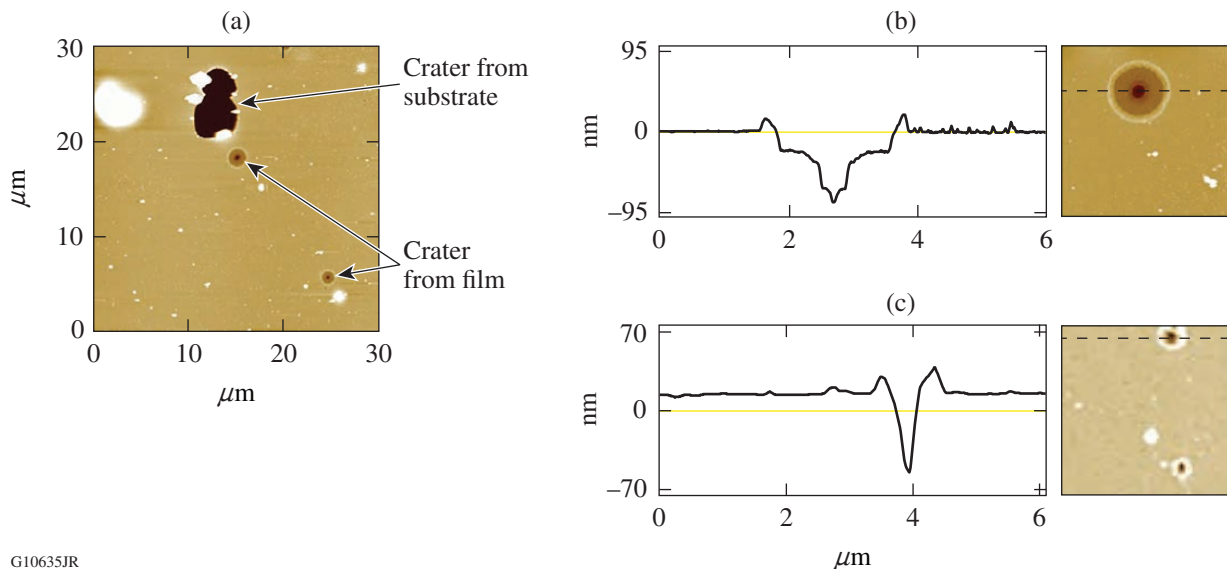 (a)
30
20
10
0
0
10
20
30
μm
μm
Crater from
substrate
Crater
from film
(b)
95
0
–95
nm
0
2
4
6
(c)
70
0
–70
nm
0
2
4
6
μm
G10635JR